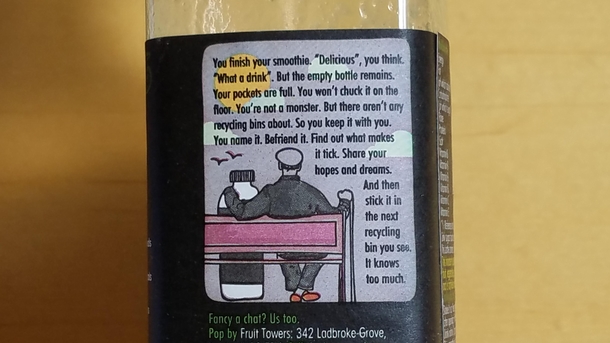 You finish your smoothie. "Delicious", you think.
"What a drink". But the empty bottle remains.
Your pockets are full. You won't chuck it on the
floor. You're not a monster. But there aren't any
recycling bins about. So you keep it with you.
You name it. Befriend it. Find out what makes
it tick. Share your
hopes and dreams.
And then
stick it in
the next
recycling
bin you see.
It knows
too much.
Fancy a chat? Us too.
Pop by Fruit Towers: 342 Ladbroke-Grove,